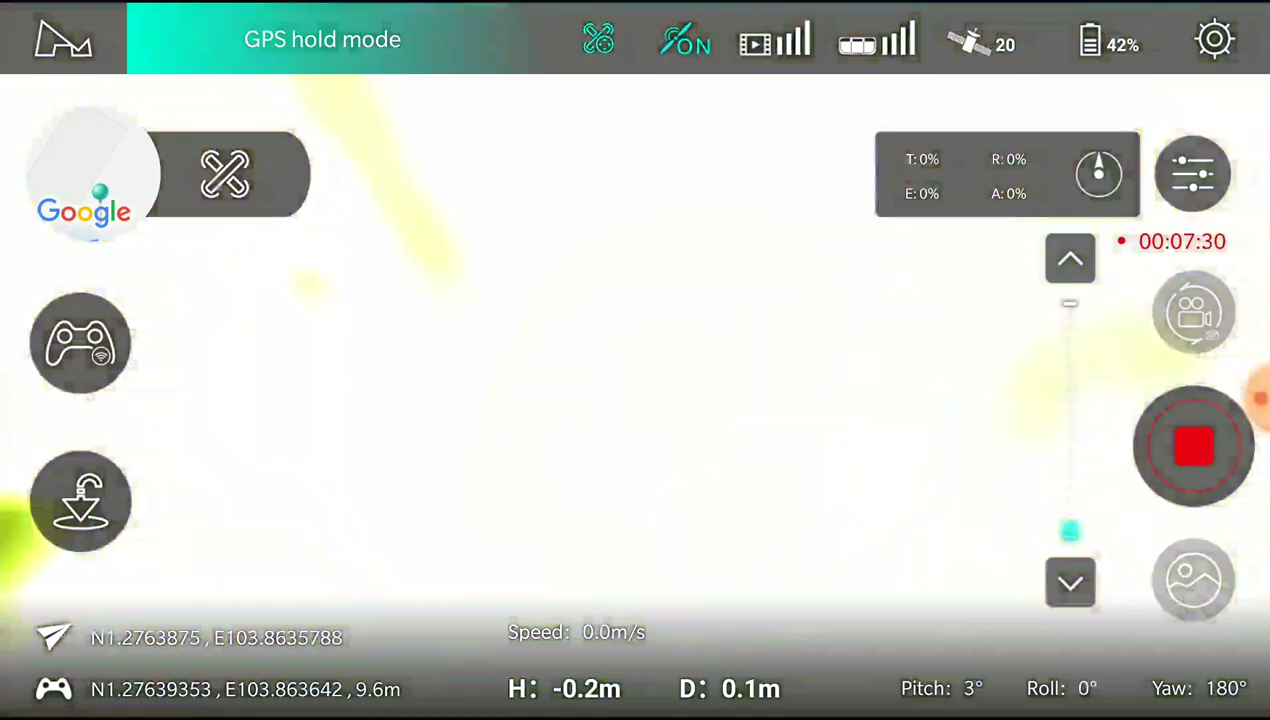 GPS hold mode
ON
20
42%
Google
T: 0% R: 0%
E: 0% A: 0%
00:07:30
N1.2763875 , E103.8635788
Speed: 0.0m/s
N1.27639353 , E103.863642 , 9.6m
H: -0.2m D: 0.1m
Pitch: 3° Roll: 0° Yaw: 180°